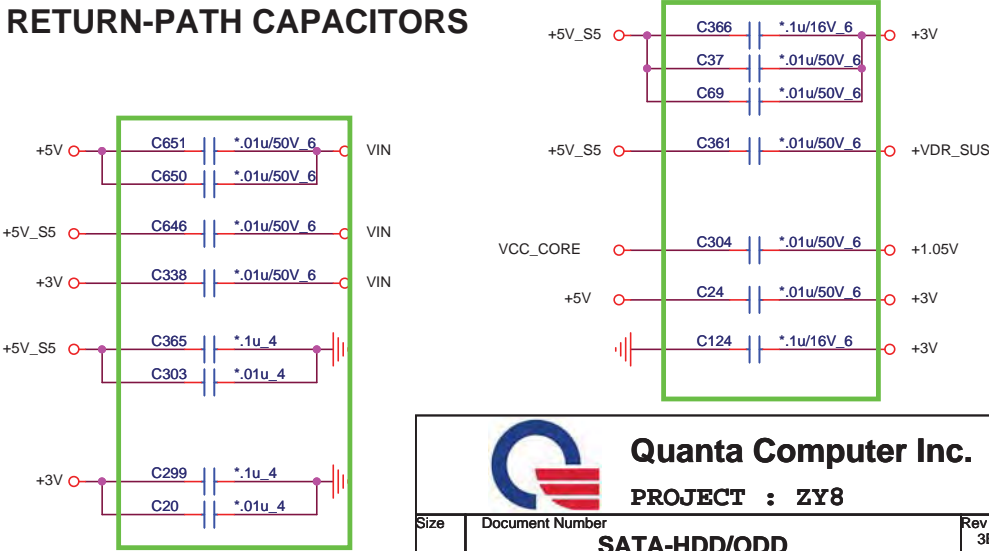 RETURN-PATH CAPACITORS
+5V C651 *.01u/50V_6 VIN
C650 *.01u/50V_6
+5V_S5 C646 *.01u/50V_6 VIN
+3V C338 *.01u/50V_6 VIN
+5V_S5 C365 *.1u_4
C303 *.01u_4
+3V C299 *.1u_4
C20 *.01u_4
+5V_S5 C366 *.1u/16V_6 +3V
C37 *.01u/50V_6
C69 *.01u/50V_6
+5V_S5 C361 *.01u/50V_6 +VDR_SUS
VCC_CORE C304 *.01u/50V_6 +1.05V
+5V C24 *.01u/50V_6 +3V
C124 *.1u/16V_6 +3V
Quanta Computer Inc.
PROJECT : ZY8
Size Document Number Rev
SATA-HDD/ODD